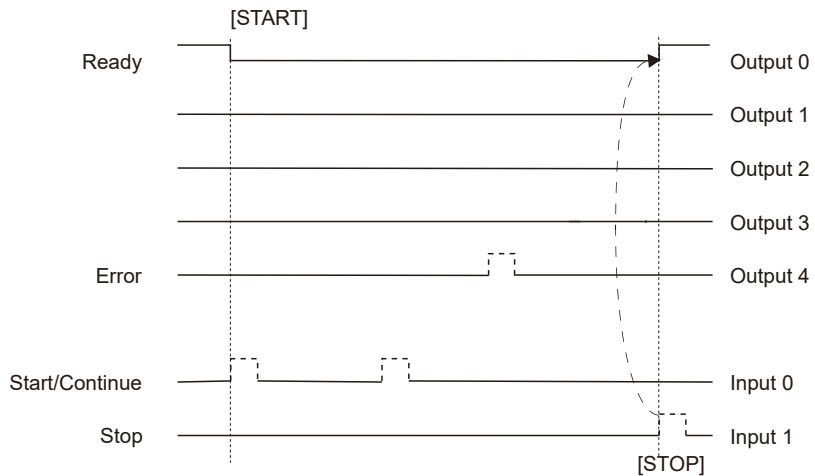 [START]
Ready Output 0
Output 1
Output 2
Output 3
Error Output 4
Start/Continue Input 0
Stop Input 1
[STOP]